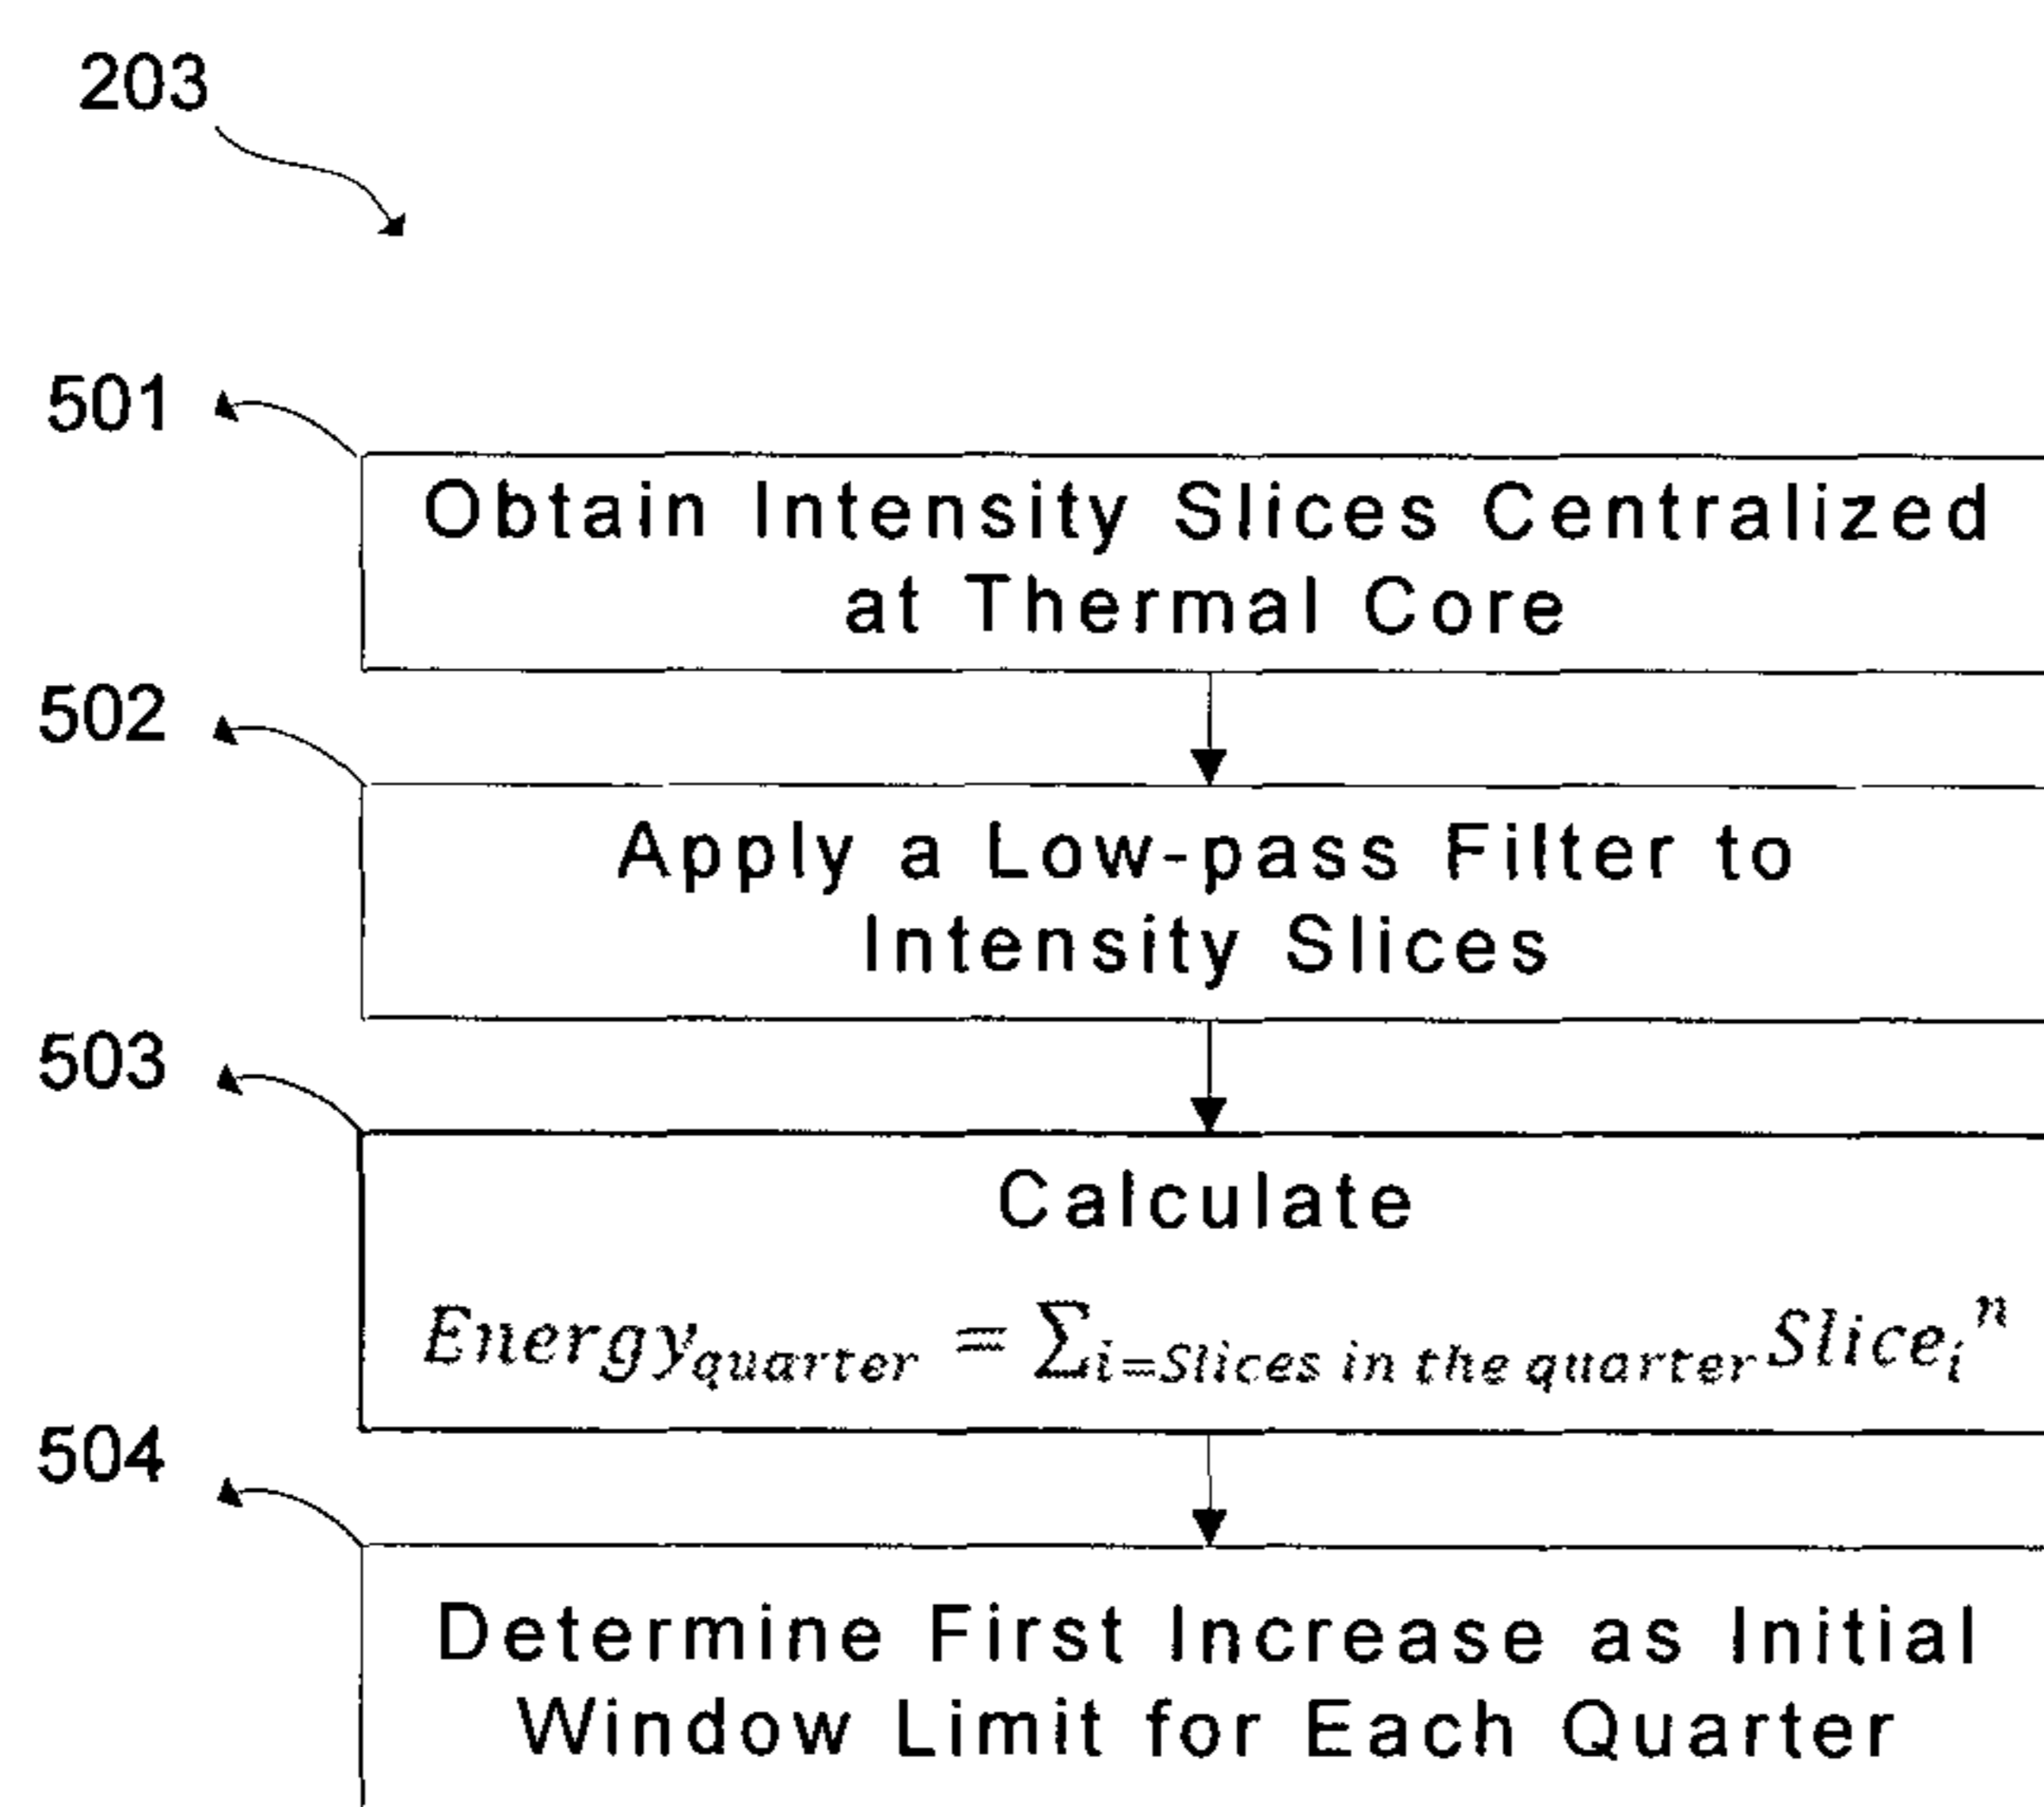 203
501
Obtain Intensity Slices Centralized
at Thermal Core
502
Apply a Low-pass Filter to
Intensity Slices
503
Calculate
Energy_quarter = ∑_i=Slices in the quarter Slice_i^n
504
Determine First Increase as Initial
Window Limit for Each Quarter